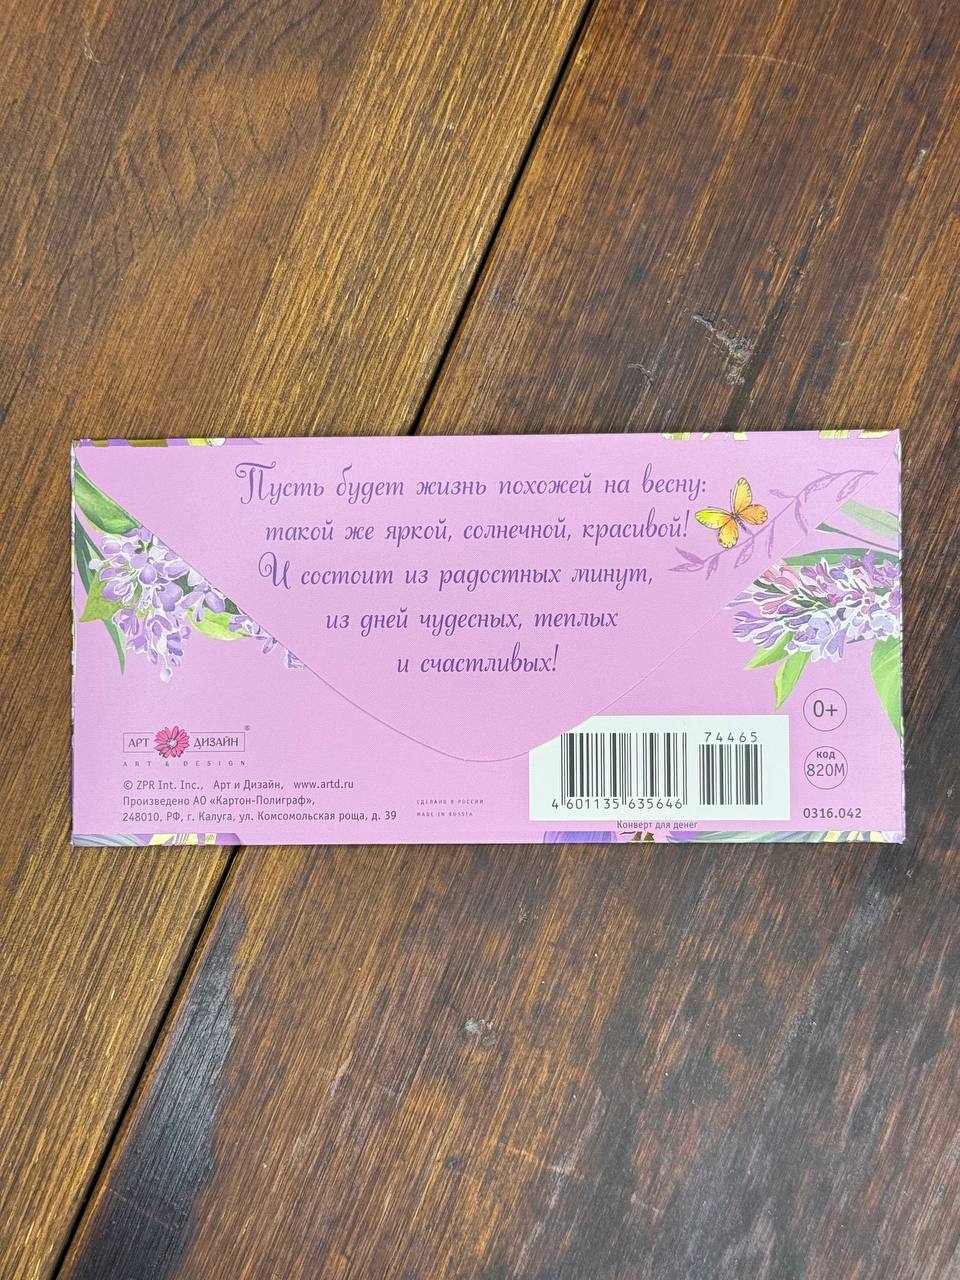 Пусть будет жизнь похожей на весну:
такой же яркой, солнечной, красивой!
И состоит из радостных минут,
из дней чудесных, теплых
и счастливых!
АРТ ДИЗАЙН ®
ART & DESIGN
© ZPR Int. Inc., Арт и Дизайн, www.artd.ru
Произведено АО «Картон-Полиграф»,
248010, РФ, г. Калуга, ул. Комсомольская роща, д. 39
СДЕЛАНО В РОССИИ
MADE IN RUSSIA
74465
4 601135 635646
Конверт для денег
0+
код
820М
0316.042